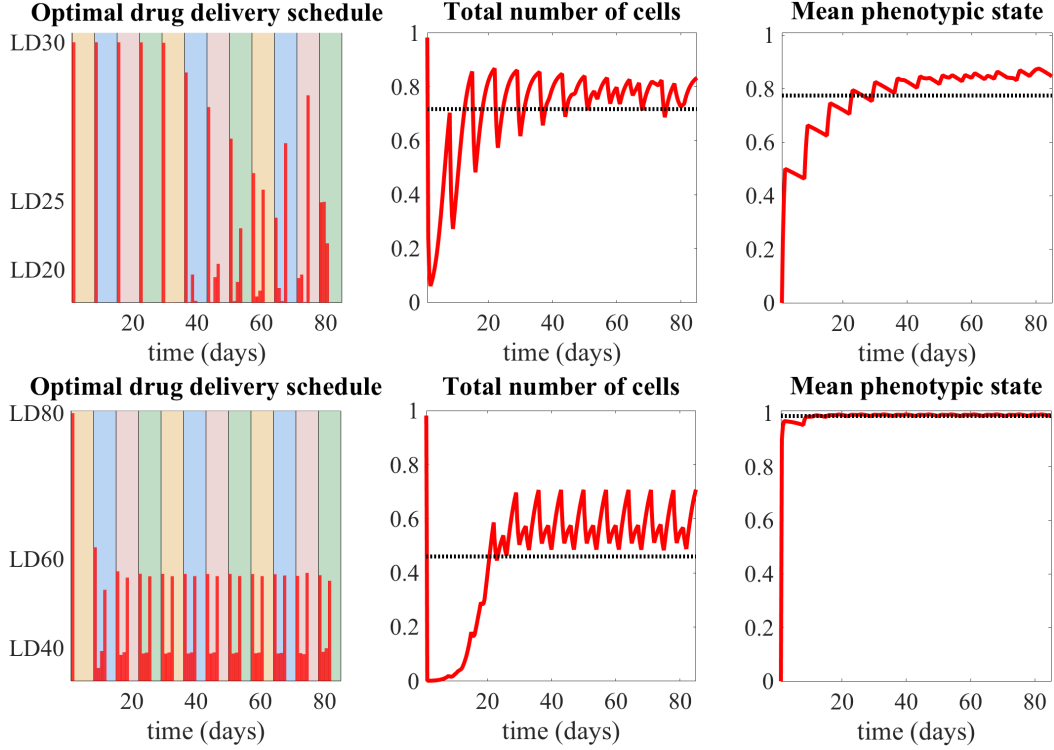 Optimal drug delivery schedule
Total number of cells
Mean phenotypic state
LD30
LD25
LD20
20 40 60 80
time (days)
1
0.8
0.6
0.4
0.2
0
20 40 60 80
time (days)
1
0.8
0.6
0.4
0.2
0
20 40 60 80
time (days)
Optimal drug delivery schedule
Total number of cells
Mean phenotypic state
LD80
LD60
LD40
20 40 60 80
time (days)
1
0.8
0.6
0.4
0.2
0
20 40 60 80
time (days)
1
0.8
0.6
0.4
0.2
0
20 40 60 80
time (days)